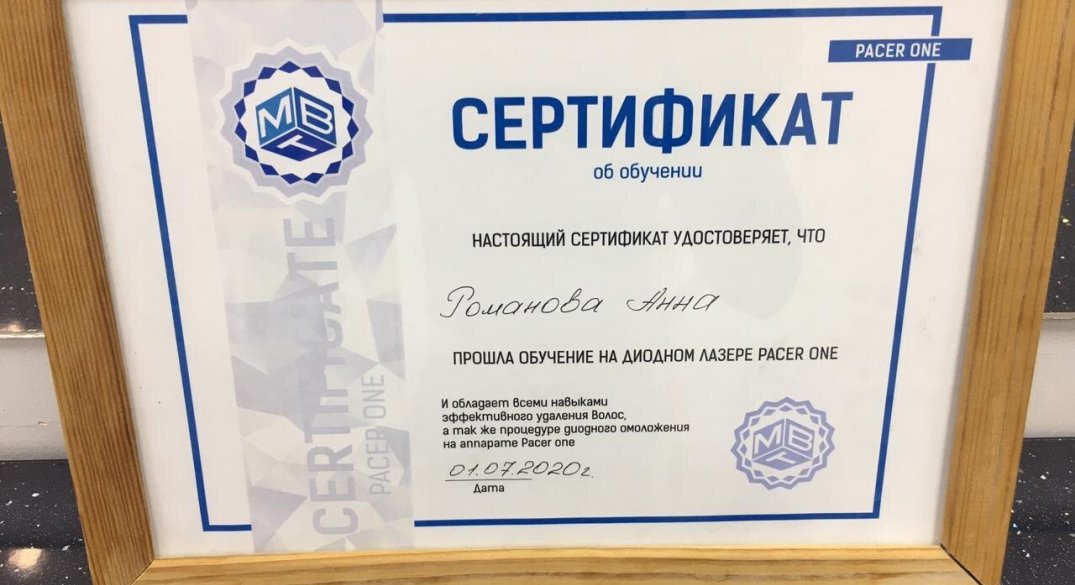 PACER ONE
МВТ
СЕРТИФИКАТ
об обучении
НАСТОЯЩИЙ СЕРТИФИКАТ УДОСТОВЕРЯЕТ, ЧТО
Романова Анна
ПРОШЛА ОБУЧЕНИЕ НА ДИОДНОМ ЛАЗЕРЕ PACER ONE
И обладает всеми навыками
эффективного удаления Волос,
а так же процедуре диодного омоложения
на аппарате Pacer one
01.07.2020г.
Дата
МВТ
CERTIFICATE
PACER ONE